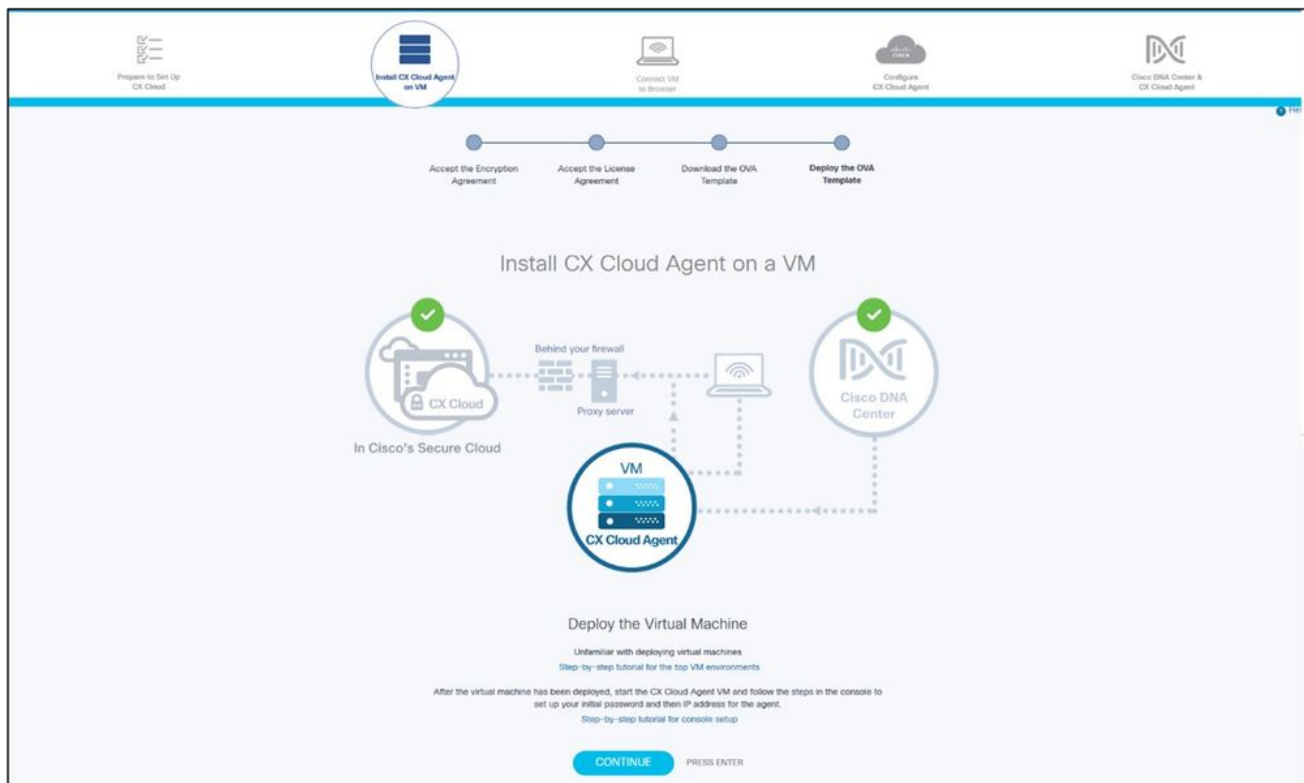 Prepare to Set Up
CX Cloud
Install CX Cloud Agent
on VM
Connect VM
to Browser
CISCO
Configure
CX Cloud Agent
Cisco DNA Center &
CX Cloud Agent
Accept the Encryption
Agreement
Accept the License
Agreement
Download the OVA
Template
Deploy the OVA
Template
Install CX Cloud Agent on a VM
Behind your firewall
CX Cloud
Proxy server
Cisco DNA
Center
In Cisco's Secure Cloud
VM
CX Cloud Agent
Deploy the Virtual Machine
Unfamiliar with deploying virtual machines
Step-by-step tutorial for the top VM environments
After the virtual machine has been deployed, start the CX Cloud Agent VM and follow the steps in the console to
set up your initial password and then IP address for the agent.
Step-by-step tutorial for console setup
CONTINUE PRESS ENTER